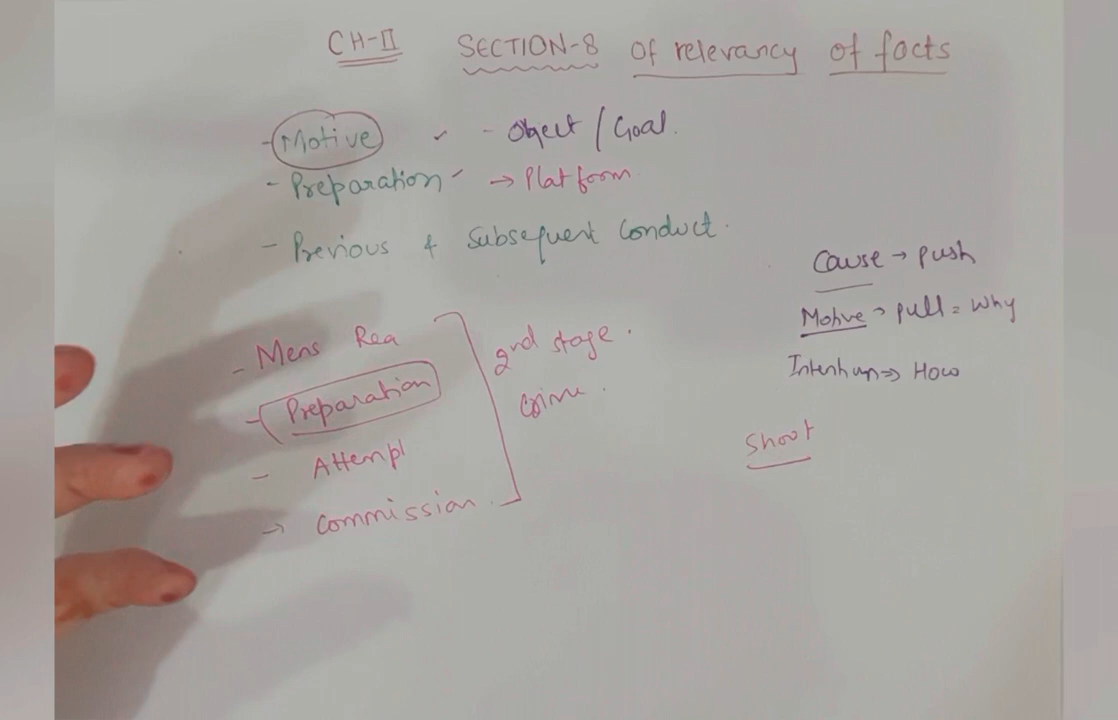 CH-II SECTION-8 of relevancy of facts
- Motive ✓ - Object / Goal.
- Preparation ✓ → Platform
- Previous & Subsequent Conduct.
Cause → push
Motive → pull = Why
Intention => How
Shoot
- Mens Rea
- Preparation
- Attempt
→ Commission.
2nd stage.
crime.